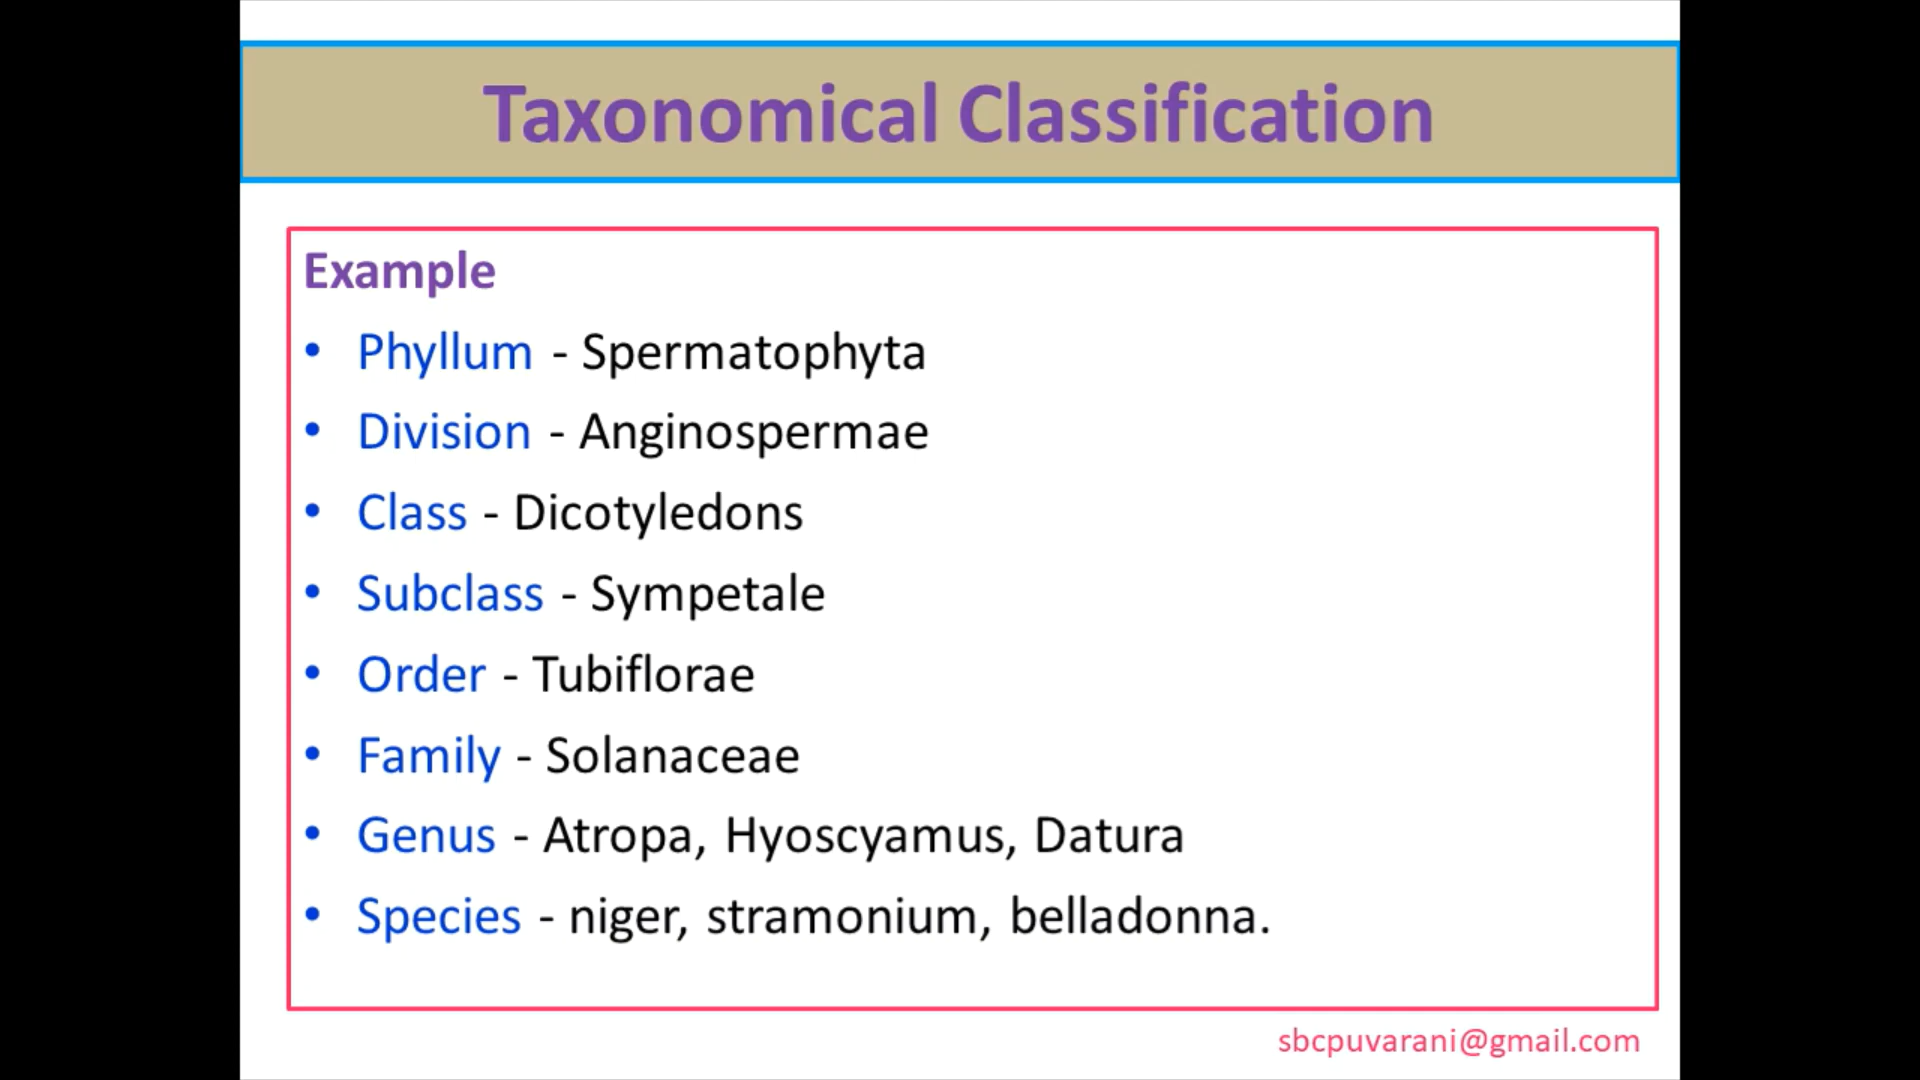 Taxonomical Classification
Example
• Phyllum - Spermatophyta
• Division - Anginospermae
• Class - Dicotyledons
• Subclass - Sympetale
• Order - Tubiflorae
• Family - Solanaceae
• Genus - Atropa, Hyoscyamus, Datura
• Species - niger, stramonium, belladonna.
sbcpuvarani@gmail.com